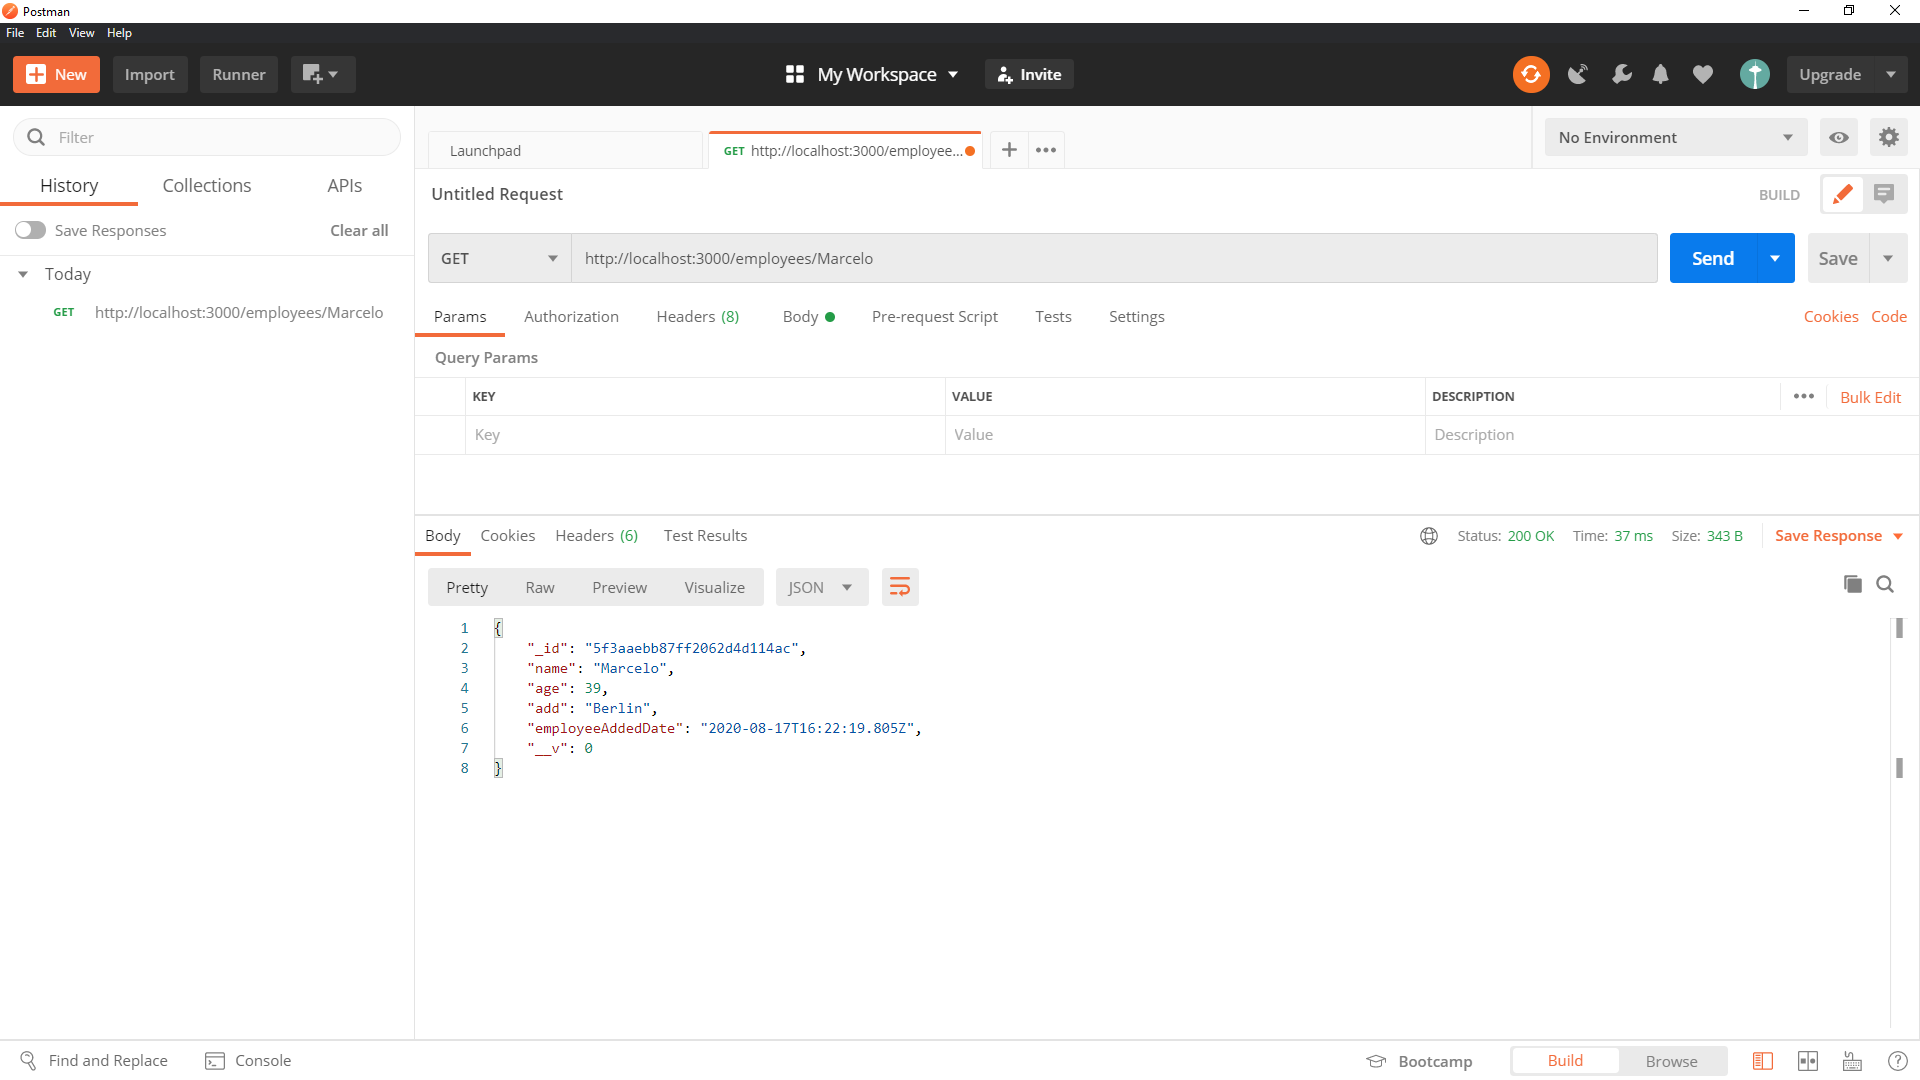 Postman
File Edit View Help
New Import Runner My Workspace Invite Upgrade
Filter
History Collections APIs
Save Responses Clear all
Today
GET http://localhost:3000/employees/Marcelo
Launchpad GET http://localhost:3000/employee... No Environment
Untitled Request BUILD
GET http://localhost:3000/employees/Marcelo Send Save
Params Authorization Headers (8) Body Pre-request Script Tests Settings Cookies Code
Query Params
KEY VALUE DESCRIPTION Bulk Edit
Key Value Description
Body Cookies Headers (6) Test Results Status: 200 OK Time: 37 ms Size: 343 B Save Response
Pretty Raw Preview Visualize JSON
1 {
2 "_id": "5f3aaebb87ff2062d4d114ac",
3 "name": "Marcelo",
4 "age": 39,
5 "add": "Berlin",
6 "employeeAddedDate": "2020-08-17T16:22:19.805Z",
7 "__v": 0
8 }
Find and Replace Console Bootcamp Build Browse